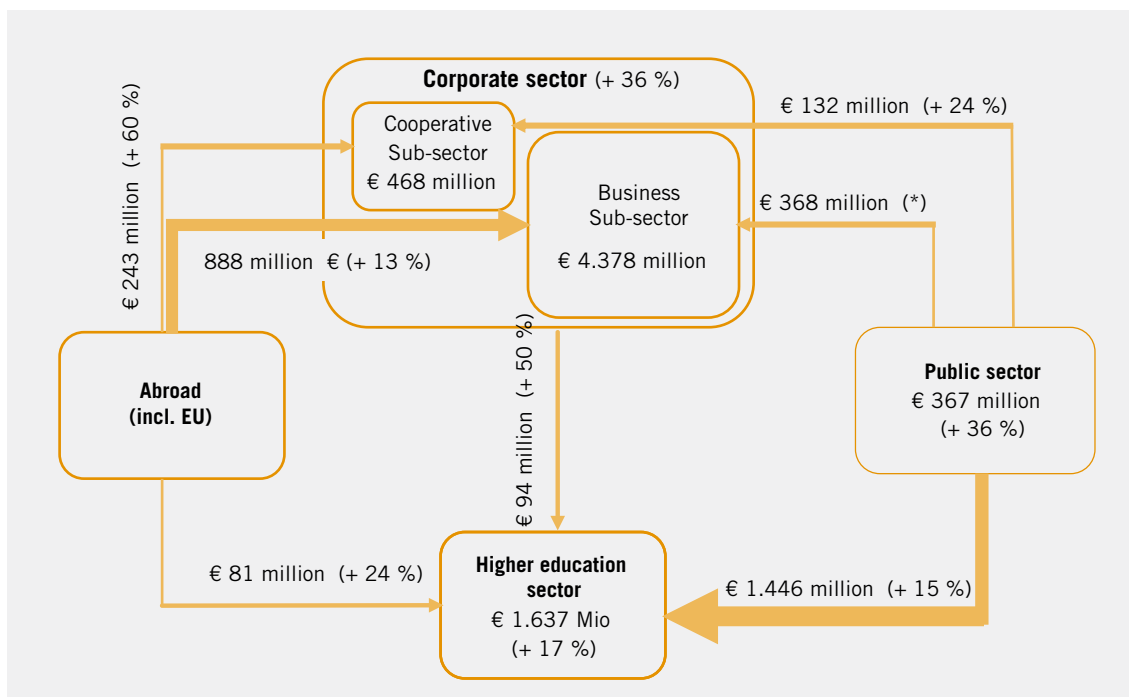 Corporate sector (+ 36 %)
€ 243 million (+ 60 %)
Cooperative
Sub-sector
€ 468 million
€ 132 million (+ 24 %)
Business
Sub-sector
€ 4.378 million
€ 368 million (*)
888 million € (+ 13 %)
Abroad
(incl. EU)
€ 94 million (+ 50 %)
Public sector
€ 367 million
(+ 36 %)
€ 81 million (+ 24 %)
Higher education
sector
€ 1.637 Mio
(+ 17 %)
€ 1.446 million (+ 15 %)